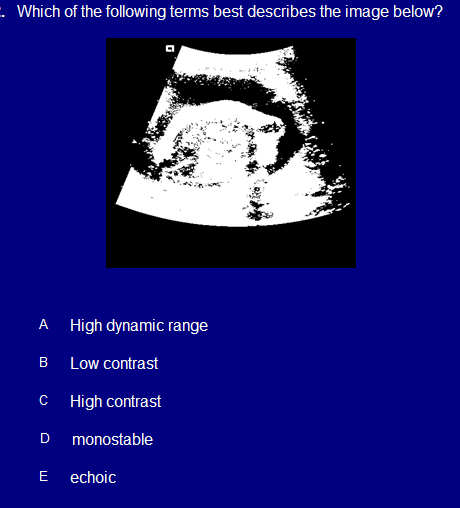 . Which of the following terms best describes the image below?
A High dynamic range
B Low contrast
C High contrast
D monostable
E echoic